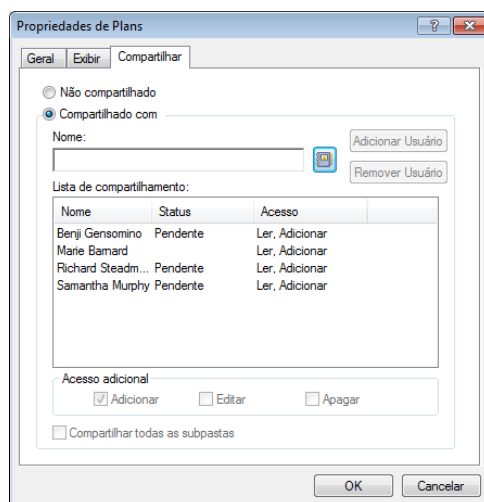 Propriedades de Plans
Geral Exibir Compartilhar
Não compartilhado
Compartilhado com
Nome:
Adicionar Usuário
Remover Usuário
Lista de compartilhamento:
Nome Status Acesso
Benji Gensomino Pendente Ler, Adicionar
Marie Barnard Ler, Adicionar
Richard Steadm... Pendente Ler, Adicionar
Samantha Murphy Pendente Ler, Adicionar
Acesso adicional
Adicionar Editar Apagar
Compartilhar todas as subpastas
OK Cancelar